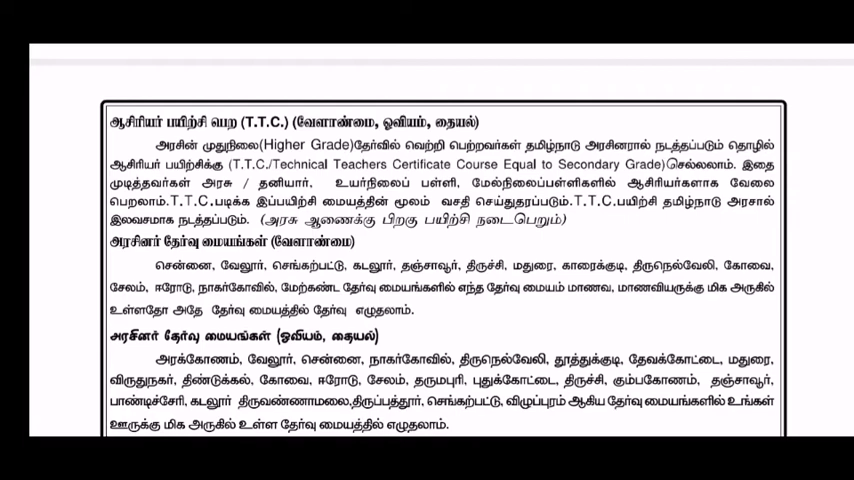 ஆசிரியர் பயிற்சி பெற (T.T.C.) (வேளாண்மை, ஓவியம், தையல்)
அரசின் முதுநிலை(Higher Grade)தேர்வில் வெற்றி பெற்றவர்கள் தமிழ்நாடு அரசினரால் நடத்தப்படும் தொழில்
ஆசிரியர் பயிற்சிக்கு (T.T.C./Technical Teachers Certificate Course Equal to Secondary Grade)செல்லலாம். இதை
முடித்தவர்கள் அரசு / தனியார், உயர்நிலைப் பள்ளி, மேல்நிலைப்பள்ளிகளில் ஆசிரியர்களாக வேலை
பெறலாம்.T.T.C.படிக்க இப்பயிற்சி மையத்தின் மூலம் வசதி செய்துதரப்படும்.T.T.C.பயிற்சி தமிழ்நாடு அரசால்
இலவசமாக நடத்தப்படும். (அரசு ஆணைக்கு பிறகு பயிற்சி நடைபெறும்)
அரசினர் தேர்வு மையங்கள் (வேளாண்மை)
சென்னை, வேலூர், செங்கற்பட்டு, கடலூர், தஞ்சாவூர், திருச்சி, மதுரை, காரைக்குடி, திருநெல்வேலி, கோவை,
சேலம், ஈரோடு, நாகர்கோவில், மேற்கண்ட தேர்வு மையங்களில் எந்த தேர்வு மையம் மாணவ, மாணவியருக்கு மிக அருகில்
உள்ளதோ அதே தேர்வு மையத்தில் தேர்வு எழுதலாம்.
அரசினர் தேர்வு மையங்கள் (ஓவியம், தையல்)
அரக்கோணம், வேலூர், சென்னை, நாகர்கோவில், திருநெல்வேலி, தூத்துக்குடி, தேவக்கோட்டை, மதுரை,
விருதுநகர், திண்டுக்கல், கோவை, ஈரோடு, சேலம், தருமபுரி, புதுக்கோட்டை, திருச்சி, கும்பகோணம், தஞ்சாவூர்,
பாண்டிச்சேரி, கடலூர் திருவண்ணாமலை,திருப்பத்தூர், செங்கற்பட்டு, விழுப்புரம் ஆகிய தேர்வு மையங்களில் உங்கள்
ஊருக்கு மிக அருகில் உள்ள தேர்வு மையத்தில் எழுதலாம்.